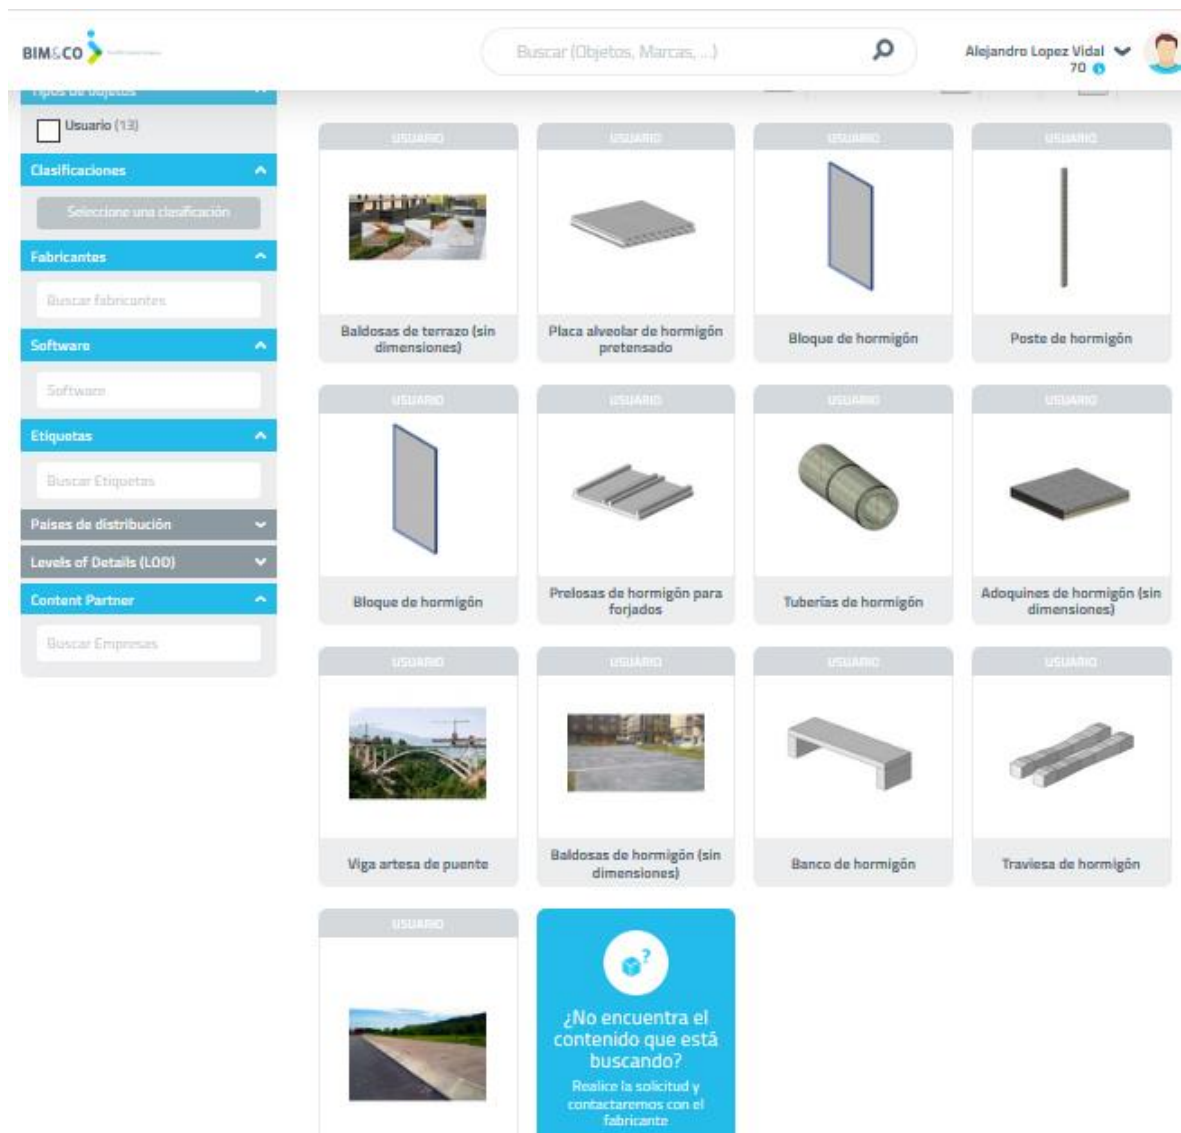 BIM&CO
Buscar (Objetos, Marcas, ...)
Alejandro Lopez Vidal
70
Tipos de objetos
Usuario (13)
Clasificaciones
Seleccione una clasificación
Fabricantes
Buscar fabricantes
Software
Software
Etiquetas
Buscar Etiquetas
Paises de distribución
Levels of Details (LOD)
Content Partner
Buscar Empresas
USUARIO
Baldosas de terrazo (sin
dimensiones)
USUARIO
Placa alveolar de hormigón
pretensado
USUARIO
Bloque de hormigón
USUARIO
Poste de hormigón
USUARIO
Bloque de hormigón
USUARIO
Prelosas de hormigón para
forjados
USUARIO
Tuberías de hormigón
USUARIO
Adoquines de hormigón (sin
dimensiones)
USUARIO
Viga artesa de puente
USUARIO
Baldosas de hormigón (sin
dimensiones)
USUARIO
Banco de hormigón
USUARIO
Traviesa de hormigón
USUARIO
?
¿No encuentra el
contenido que está
buscando?
Realice la solicitud y
contactaremos con el
fabricante